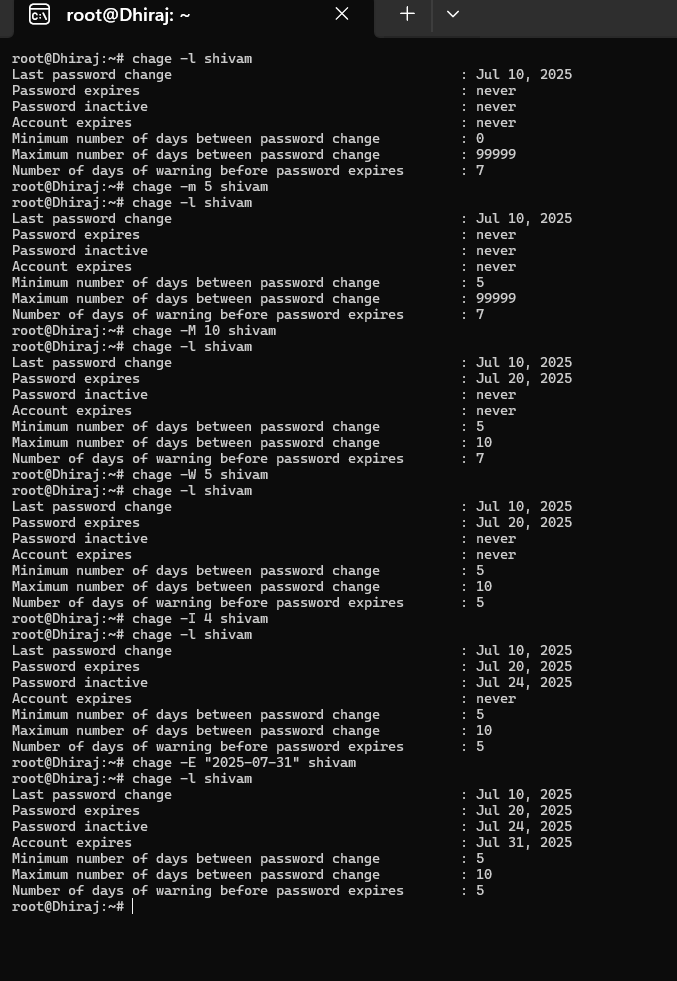 root@Dhiraj: ~
root@Dhiraj:~# chage -l shivam
Last password change : Jul 10, 2025
Password expires : never
Password inactive : never
Account expires : never
Minimum number of days between password change : 0
Maximum number of days between password change : 99999
Number of days of warning before password expires : 7
root@Dhiraj:~# chage -m 5 shivam
root@Dhiraj:~# chage -l shivam
Last password change : Jul 10, 2025
Password expires : never
Password inactive : never
Account expires : never
Minimum number of days between password change : 5
Maximum number of days between password change : 99999
Number of days of warning before password expires : 7
root@Dhiraj:~# chage -M 10 shivam
root@Dhiraj:~# chage -l shivam
Last password change : Jul 10, 2025
Password expires : Jul 20, 2025
Password inactive : never
Account expires : never
Minimum number of days between password change : 5
Maximum number of days between password change : 10
Number of days of warning before password expires : 7
root@Dhiraj:~# chage -W 5 shivam
root@Dhiraj:~# chage -l shivam
Last password change : Jul 10, 2025
Password expires : Jul 20, 2025
Password inactive : never
Account expires : never
Minimum number of days between password change : 5
Maximum number of days between password change : 10
Number of days of warning before password expires : 5
root@Dhiraj:~# chage -I 4 shivam
root@Dhiraj:~# chage -l shivam
Last password change : Jul 10, 2025
Password expires : Jul 20, 2025
Password inactive : Jul 24, 2025
Account expires : never
Minimum number of days between password change : 5
Maximum number of days between password change : 10
Number of days of warning before password expires : 5
root@Dhiraj:~# chage -E "2025-07-31" shivam
root@Dhiraj:~# chage -l shivam
Last password change : Jul 10, 2025
Password expires : Jul 20, 2025
Password inactive : Jul 24, 2025
Account expires : Jul 31, 2025
Minimum number of days between password change : 5
Maximum number of days between password change : 10
Number of days of warning before password expires : 5
root@Dhiraj:~#